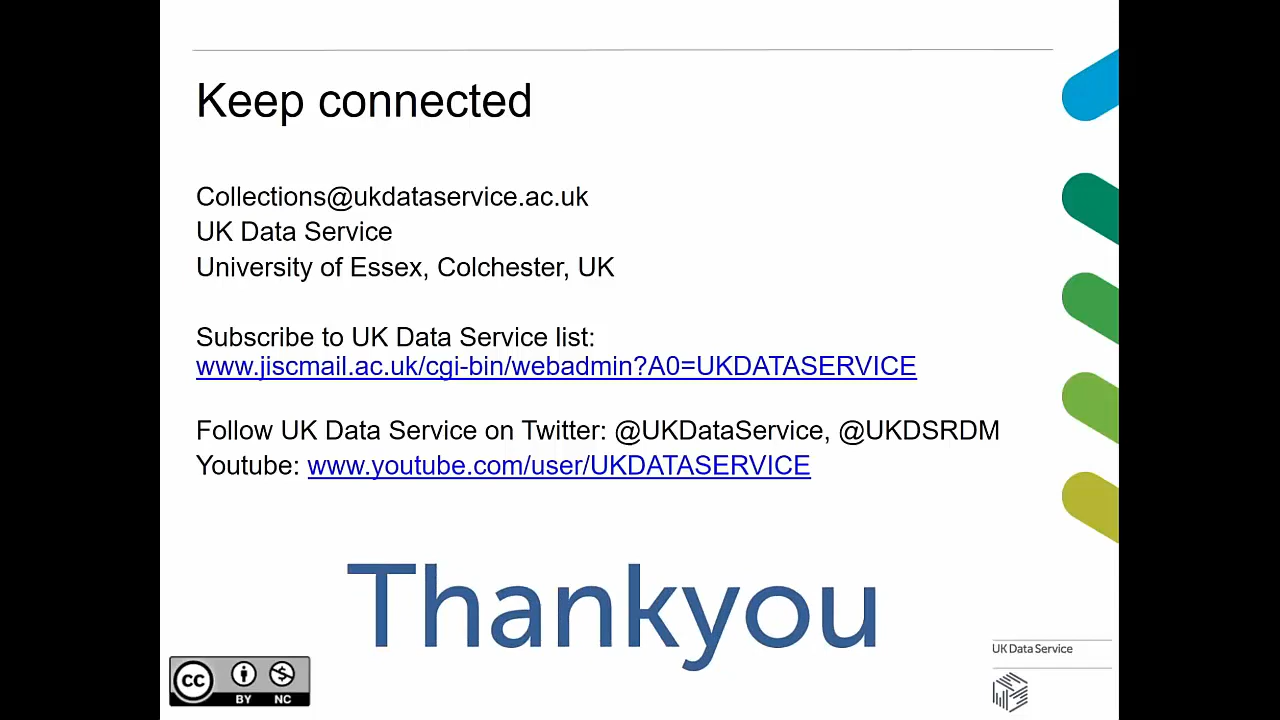 Keep connected
Collections@ukdataservice.ac.uk
UK Data Service
University of Essex, Colchester, UK
Subscribe to UK Data Service list:
www.jiscmail.ac.uk/cgi-bin/webadmin?A0=UKDATASERVICE
Follow UK Data Service on Twitter: @UKDataService, @UKDSRDM
Youtube: www.youtube.com/user/UKDATASERVICE
Thankyou
CC BY NC
UK Data Service